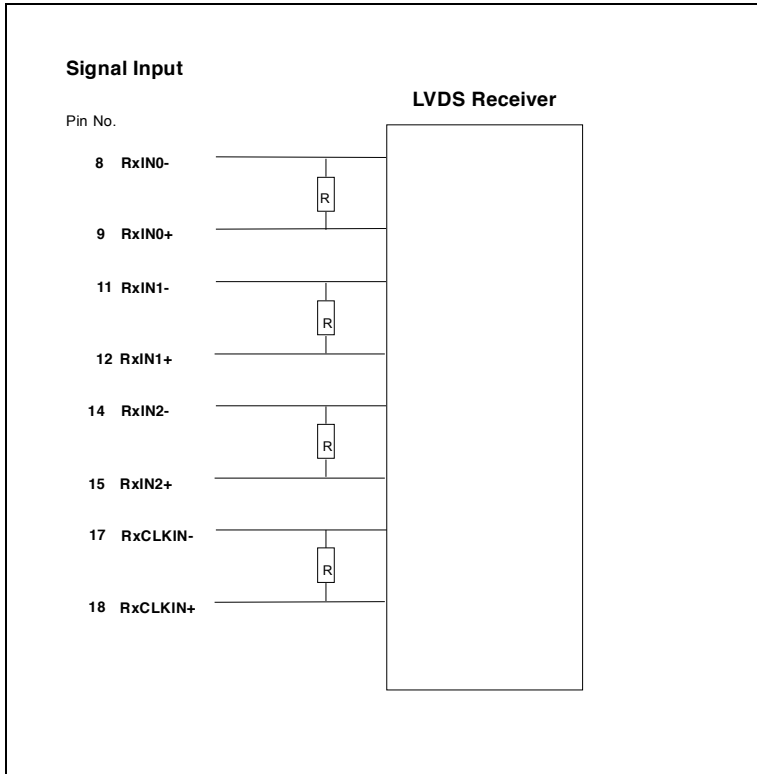 Signal Input
LVDS Receiver
Pin No.
8 RxIN0-
R
9 RxIN0+
11 RxIN1-
R
12 RxIN1+
14 RxIN2-
R
15 RxIN2+
17 RxCLKIN-
R
18 RxCLKIN+